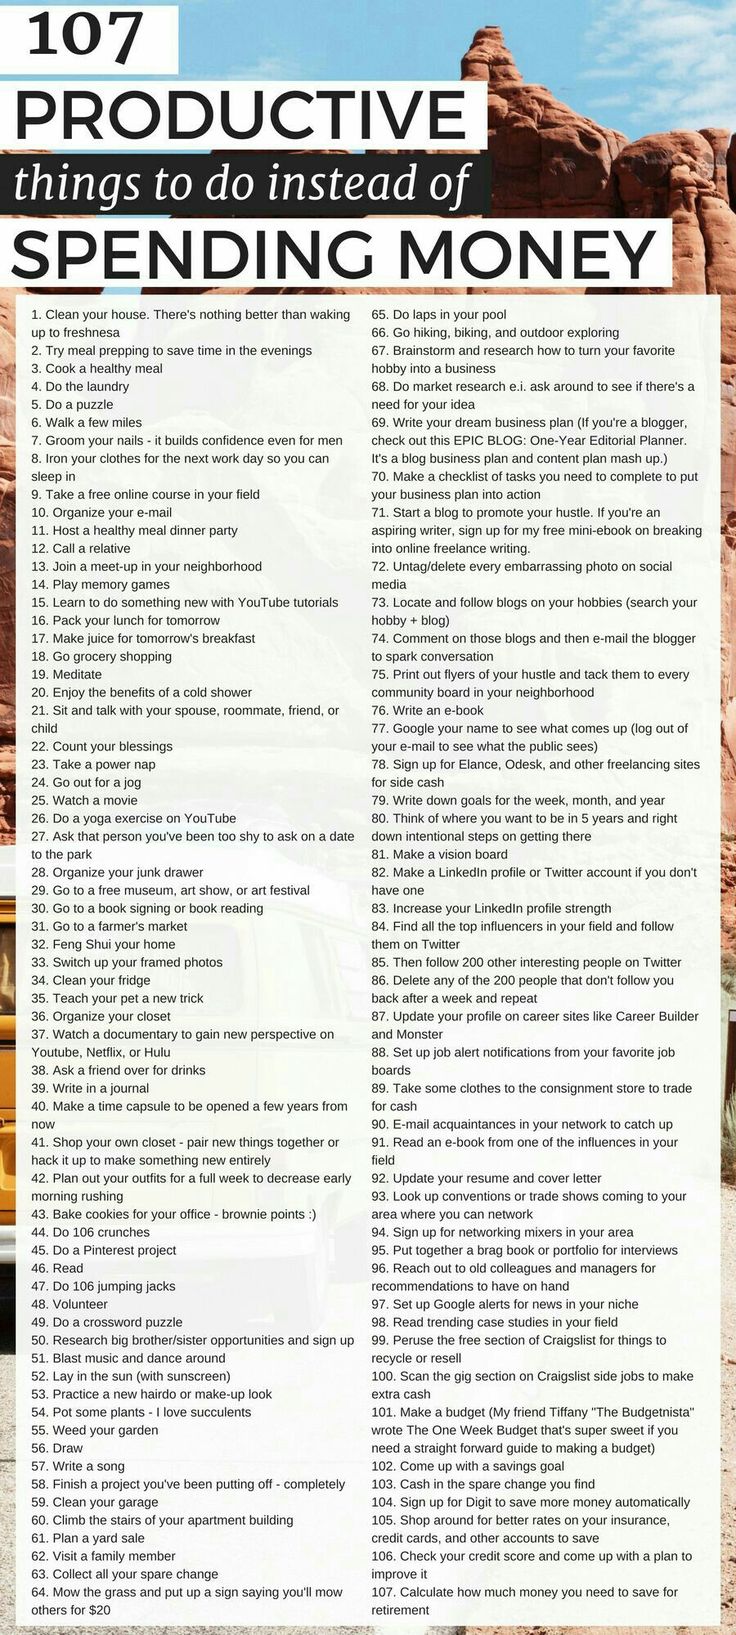 107
PRODUCTIVE
things to do instead of
SPENDING MONEY
1. Clean your house. There's nothing better than waking
up to freshnesa
2. Try meal prepping to save time in the evenings
3. Cook a healthy meal
4. Do the laundry
5. Do a puzzle
6. Walk a few miles
7. Groom your nails - it builds confidence even for men
8. Iron your clothes for the next work day so you can
sleep in
9. Take a free online course in your field
10. Organize your e-mail
11. Host a healthy meal dinner party
12. Call a relative
13. Join a meet-up in your neighborhood
14. Play memory games
15. Learn to do something new with YouTube tutorials
16. Pack your lunch for tomorrow
17. Make juice for tomorrow's breakfast
18. Go grocery shopping
19. Meditate
20. Enjoy the benefits of a cold shower
21. Sit and talk with your spouse, roommate, friend, or
child
22. Count your blessings
23. Take a power nap
24. Go out for a jog
25. Watch a movie
26. Do a yoga exercise on YouTube
27. Ask that person you've been too shy to ask on a date
to the park
28. Organize your junk drawer
29. Go to a free museum, art show, or art festival
30. Go to a book signing or book reading
31. Go to a farmer's market
32. Feng Shui your home
33. Switch up your framed photos
34. Clean your fridge
35. Teach your pet a new trick
36. Organize your closet
37. Watch a documentary to gain new perspective on
Youtube, Netflix, or Hulu
38. Ask a friend over for drinks
39. Write in a journal
40. Make a time capsule to be opened a few years from
now
41. Shop your own closet - pair new things together or
hack it up to make something new entirely
42. Plan out your outfits for a full week to decrease early
morning rushing
43. Bake cookies for your office - brownie points :)
44. Do 106 crunches
45. Do a Pinterest project
46. Read
47. Do 106 jumping jacks
48. Volunteer
49. Do a crossword puzzle
50. Research big brother/sister opportunities and sign up
51. Blast music and dance around
52. Lay in the sun (with sunscreen)
53. Practice a new hairdo or make-up look
54. Pot some plants - I love succulents
55. Weed your garden
56. Draw
57. Write a song
58. Finish a project you've been putting off - completely
59. Clean your garage
60. Climb the stairs of your apartment building
61. Plan a yard sale
62. Visit a family member
63. Collect all your spare change
64. Mow the grass and put up a sign saying you'll mow
others for $20
65. Do laps in your pool
66. Go hiking, biking, and outdoor exploring
67. Brainstorm and research how to turn your favorite
hobby into a business
68. Do market research e.i. ask around to see if there's a
need for your idea
69. Write your dream business plan (If you're a blogger,
check out this EPIC BLOG: One-Year Editorial Planner.
It's a blog business plan and content plan mash up.)
70. Make a checklist of tasks you need to complete to put
your business plan into action
71. Start a blog to promote your hustle. If you're an
aspiring writer, sign up for my free mini-ebook on breaking
into online freelance writing.
72. Untag/delete every embarrassing photo on social
media
73. Locate and follow blogs on your hobbies (search your
hobby + blog)
74. Comment on those blogs and then e-mail the blogger
to spark conversation
75. Print out flyers of your hustle and tack them to every
community board in your neighborhood
76. Write an e-book
77. Google your name to see what comes up (log out of
your e-mail to see what the public sees)
78. Sign up for Elance, Odesk, and other freelancing sites
for side cash
79. Write down goals for the week, month, and year
80. Think of where you want to be in 5 years and right
down intentional steps on getting there
81. Make a vision board
82. Make a LinkedIn profile or Twitter account if you don't
have one
83. Increase your LinkedIn profile strength
84. Find all the top influencers in your field and follow
them on Twitter
85. Then follow 200 other interesting people on Twitter
86. Delete any of the 200 people that don't follow you
back after a week and repeat
87. Update your profile on career sites like Career Builder
and Monster
88. Set up job alert notifications from your favorite job
boards
89. Take some clothes to the consignment store to trade
for cash
90. E-mail acquaintances in your network to catch up
91. Read an e-book from one of the influences in your
field
92. Update your resume and cover letter
93. Look up conventions or trade shows coming to your
area where you can network
94. Sign up for networking mixers in your area
95. Put together a brag book or portfolio for interviews
96. Reach out to old colleagues and managers for
recommendations to have on hand
97. Set up Google alerts for news in your niche
98. Read trending case studies in your field
99. Peruse the free section of Craigslist for things to
recycle or resell
100. Scan the gig section on Craigslist side jobs to make
extra cash
101. Make a budget (My friend Tiffany "The Budgetnista"
wrote The One Week Budget that's super sweet if you
need a straight forward guide to making a budget)
102. Come up with a savings goal
103. Cash in the spare change you find
104. Sign up for Digit to save more money automatically
105. Shop around for better rates on your insurance,
credit cards, and other accounts to save
106. Check your credit score and come up with a plan to
improve it
107. Calculate how much money you need to save for
retirement